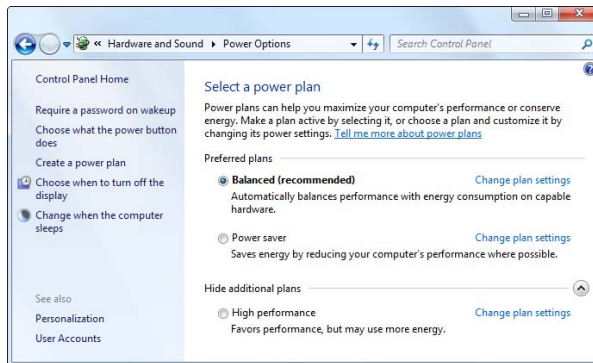 « Hardware and Sound ▸ Power Options
Search Control Panel
Control Panel Home
Require a password on wakeup
Choose what the power button
does
Create a power plan
Choose when to turn off the
display
Change when the computer
sleeps
See also
Personalization
User Accounts
Select a power plan
Power plans can help you maximize your computer's performance or conserve
energy. Make a plan active by selecting it, or choose a plan and customize it by
changing its power settings. Tell me more about power plans
Preferred plans
Balanced (recommended) Change plan settings
Automatically balances performance with energy consumption on capable
hardware.
Power saver Change plan settings
Saves energy by reducing your computer's performance where possible.
Hide additional plans
High performance Change plan settings
Favors performance, but may use more energy.